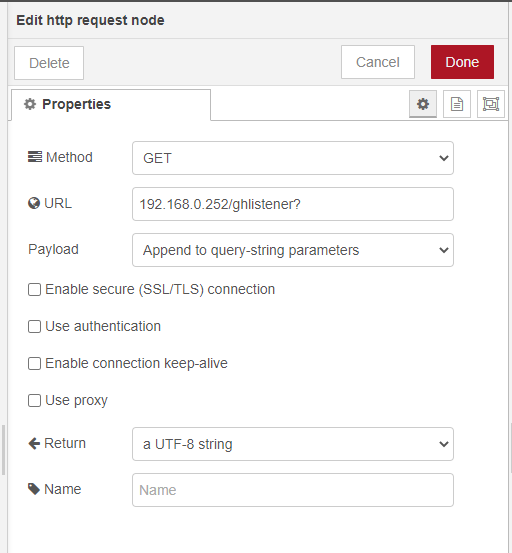 Edit http request node
Delete
Cancel
Done
Properties
Method
GET
URL
192.168.0.252/ghlistener?
Payload
Append to query-string parameters
Enable secure (SSL/TLS) connection
Use authentication
Enable connection keep-alive
Use proxy
Return
a UTF-8 string
Name
Name